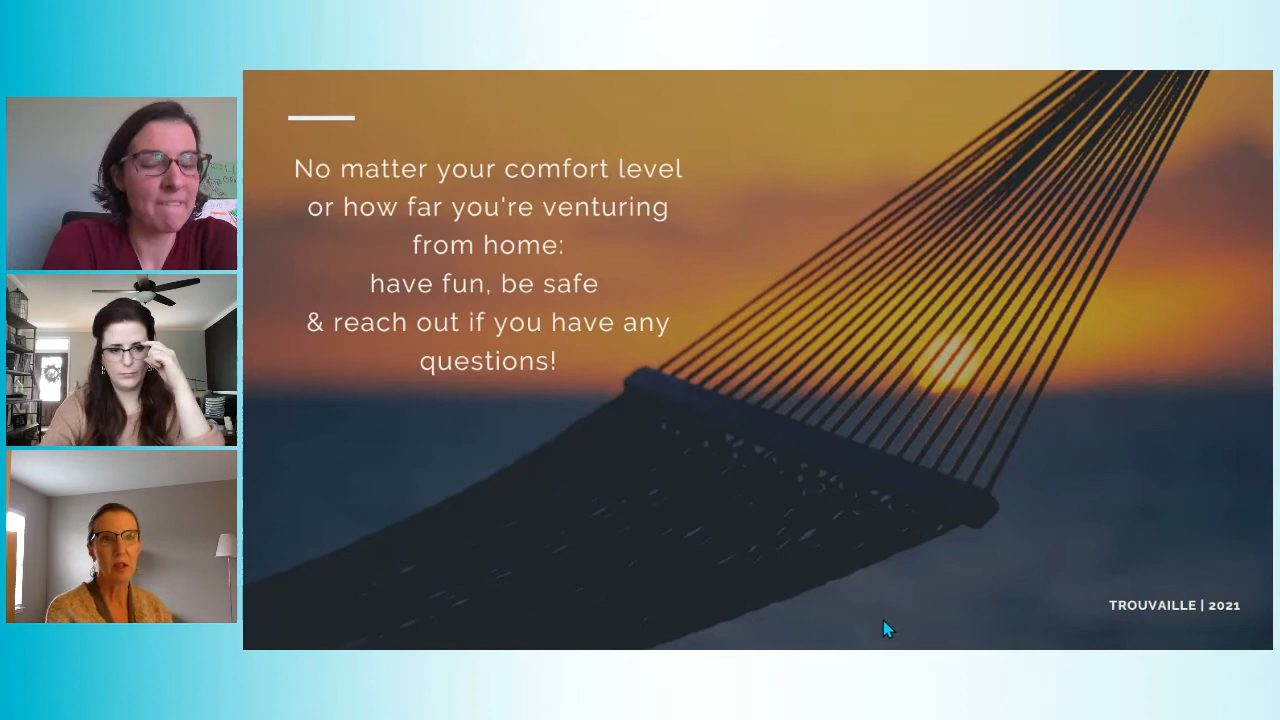 No matter your comfort level
or how far you're venturing
from home:
have fun, be safe
& reach out if you have any
questions!
TROUVAILLE | 2021